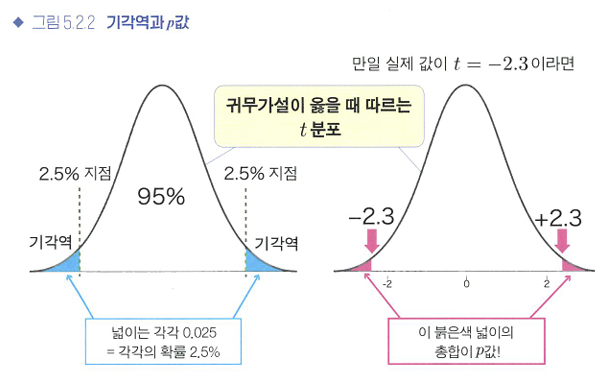 ◆ 그림 5.2.2 기각역과 p값
만일 실제 값이 t = −2.3이라면
귀무가설이 옳을 때 따르는
t 분포
2.5% 지점
95%
2.5% 지점
기각역
기각역
−2.3
+2.3
-2
0
2
넓이는 각각 0.025
= 각각의 확률 2.5%
이 붉은색 넓이의
총합이 p값!